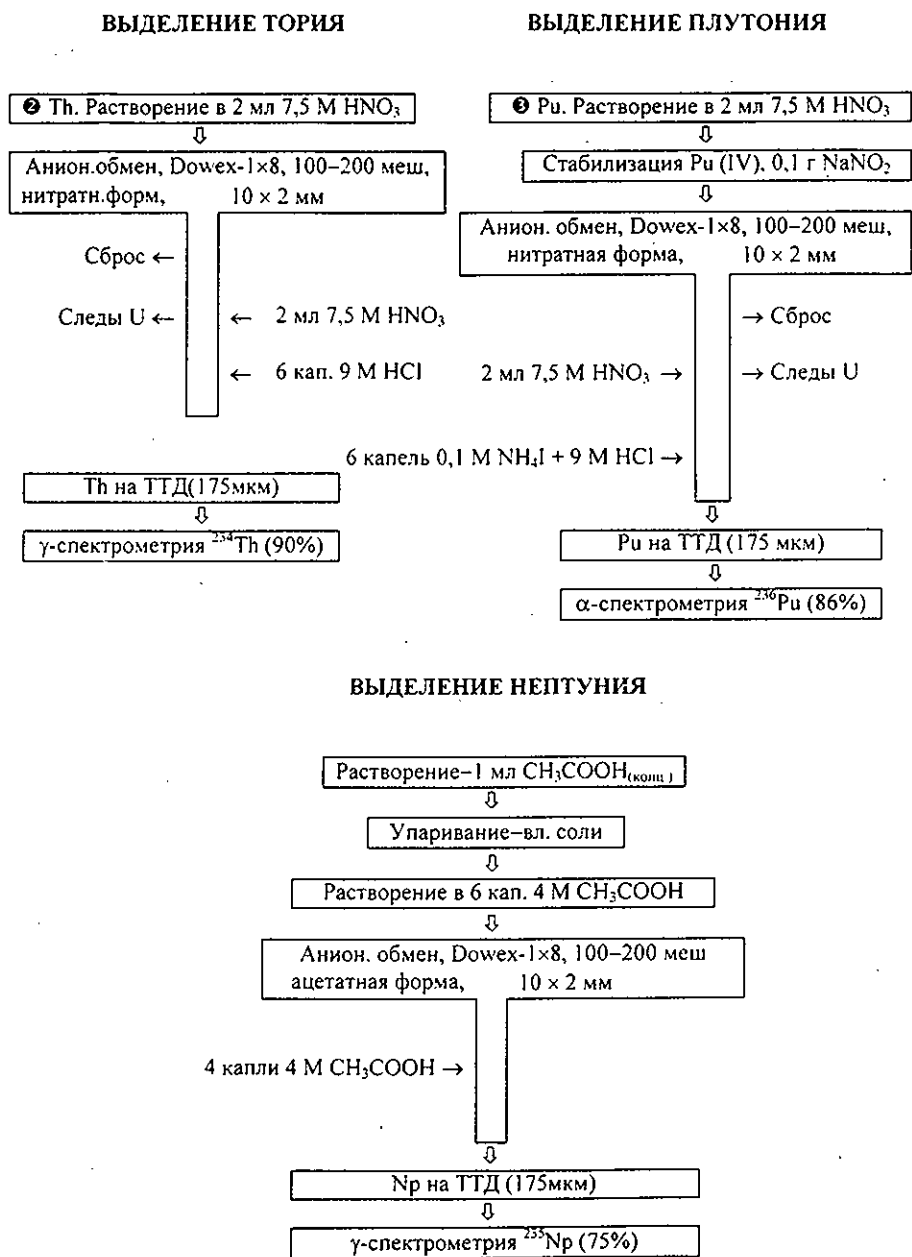 ВЫДЕЛЕНИЕ ТОРИЯ
❷ Th. Растворение в 2 мл 7,5 М HNO₃
Анион.обмен, Dowex-1×8, 100–200 меш,
нитратн.форм, 10 × 2 мм
Сброс ←
Следы U ← ← 2 мл 7,5 М HNO₃
← 6 кап. 9 М HCl
Th на ТТД(175мкм)
γ-спектрометрия ²³⁴Th (90%)
ВЫДЕЛЕНИЕ ПЛУТОНИЯ
❸ Pu. Растворение в 2 мл 7,5 М HNO₃
Стабилизация Pu (IV), 0,1 г NaNO₂
Анион. обмен, Dowex-1×8, 100–200 меш,
нитратная форма, 10 × 2 мм
→ Сброс
2 мл 7,5 М HNO₃ → → Следы U
6 капель 0,1 М NH₄I + 9 М HCl →
Pu на ТТД (175 мкм)
α-спектрометрия ²³⁶Pu (86%)
ВЫДЕЛЕНИЕ НЕПТУНИЯ
Растворение–1 мл CH₃COOH(конц.)
Упаривание–вл. соли
Растворение в 6 кап. 4 М CH₃COOH
Анион. обмен, Dowex-1×8, 100–200 меш
ацетатная форма, 10 × 2 мм
4 капли 4 М CH₃COOH →
Np на ТТД (175мкм)
γ-спектрометрия ²³⁵Np (75%)